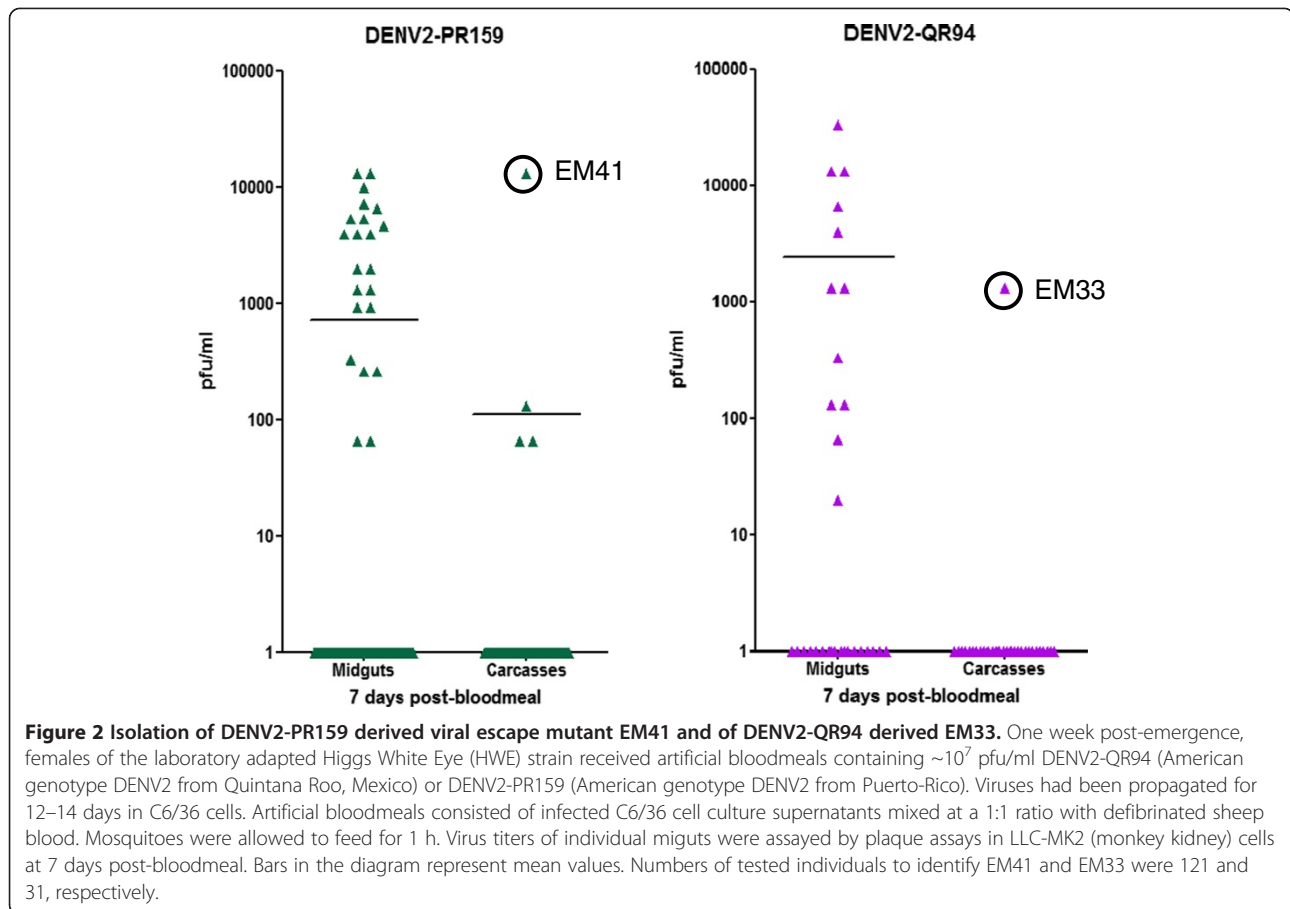 DENV2-PR159
DENV2-QR94
100000
10000
1000
100
10
1
pfu/ml
EM41
Midguts
Carcasses
7 days post-bloodmeal
100000
10000
1000
100
10
1
pfu/ml
EM33
Midguts
Carcasses
7 days post-bloodmeal
Figure 2 Isolation of DENV2-PR159 derived viral escape mutant EM41 and of DENV2-QR94 derived EM33. One week post-emergence,
females of the laboratory adapted Higgs White Eye (HWE) strain received artificial bloodmeals containing ~10⁷ pfu/ml DENV2-QR94 (American
genotype DENV2 from Quintana Roo, Mexico) or DENV2-PR159 (American genotype DENV2 from Puerto-Rico). Viruses had been propagated for
12–14 days in C6/36 cells. Artificial bloodmeals consisted of infected C6/36 cell culture supernatants mixed at a 1:1 ratio with defibrinated sheep
blood. Mosquitoes were allowed to feed for 1 h. Virus titers of individual miguts were assayed by plaque assays in LLC-MK2 (monkey kidney) cells
at 7 days post-bloodmeal. Bars in the diagram represent mean values. Numbers of tested individuals to identify EM41 and EM33 were 121 and
31, respectively.